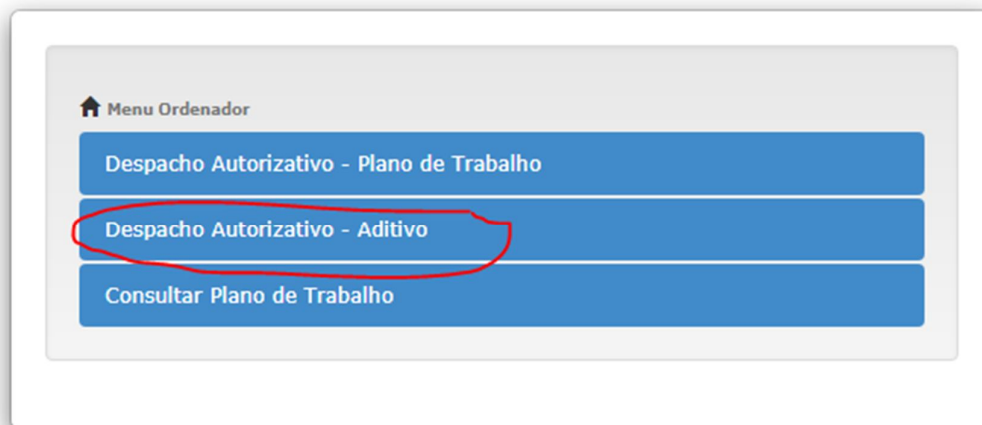 Menu Ordenador
Despacho Autorizativo - Plano de Trabalho
Despacho Autorizativo - Aditivo
Consultar Plano de Trabalho